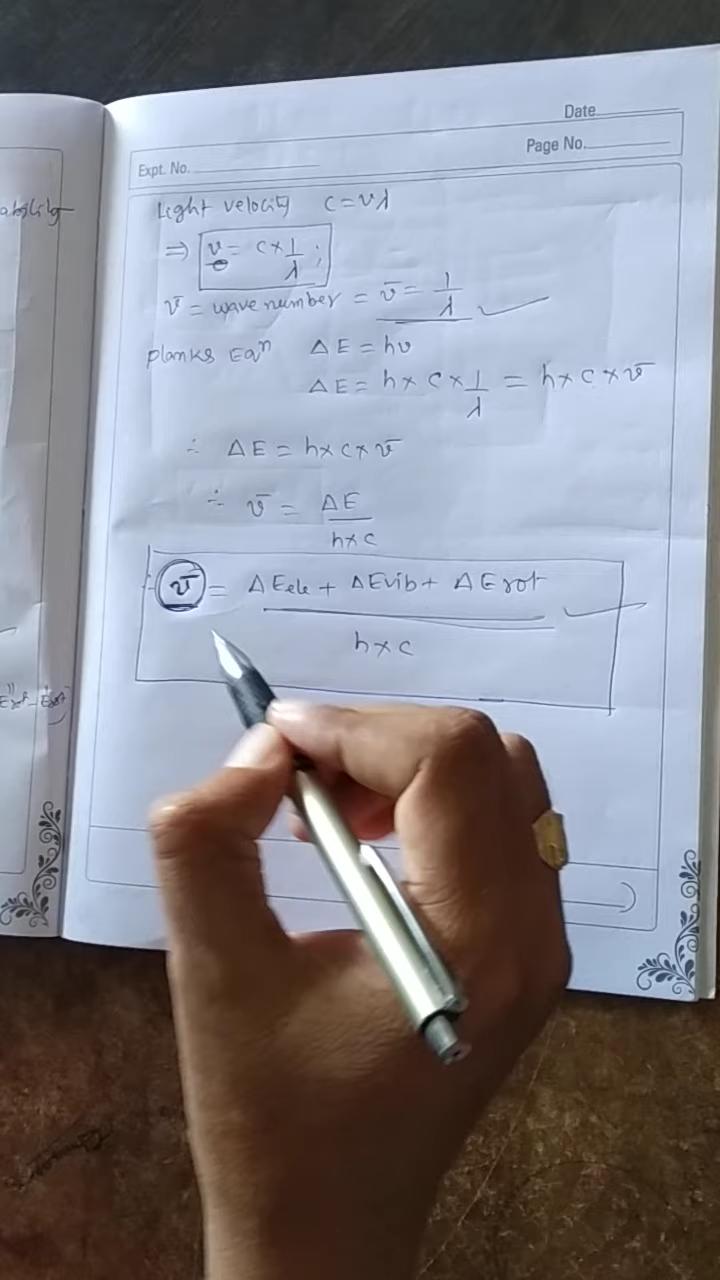 Date
Page No.
Expt. No.
ability
Light velocity C = νλ
⇒ ν = C × 1/λ ;
ν̄ = wave number = ν̄ = 1/λ
planks Eqⁿ ΔE = hν
ΔE = h × C × 1/λ = h × C × ν̄
∴ ΔE = h × C × ν̄
∴ ν̄ = ΔE / h × C
ν̄ = ΔEele + ΔEvib + ΔErot / h × C